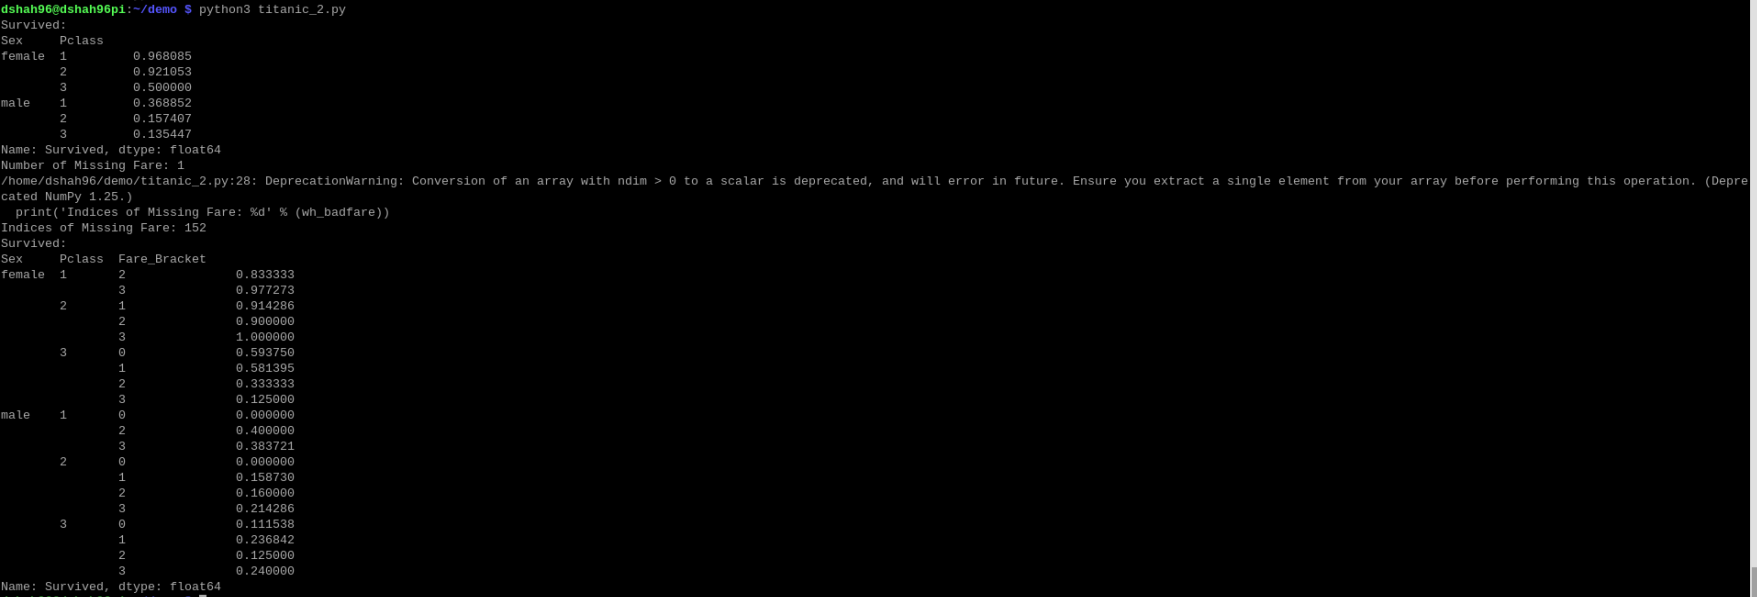 dshah96@dshah96pi:~/demo $ python3 titanic_2.py
Survived:
Sex     Pclass
female  1         0.968085
        2         0.921053
        3         0.500000
male    1         0.368852
        2         0.157407
        3         0.135447
Name: Survived, dtype: float64
Number of Missing Fare: 1
/home/dshah96/demo/titanic_2.py:28: DeprecationWarning: Conversion of an array with ndim > 0 to a scalar is deprecated, and will error in future. Ensure you extract a single element from your array before performing this operation. (Depre
cated NumPy 1.25.)
  print('Indices of Missing Fare: %d' % (wh_badfare))
Indices of Missing Fare: 152
Survived:
Sex     Pclass  Fare_Bracket
female  1       2               0.833333
                3               0.977273
        2       1               0.914286
                2               0.900000
                3               1.000000
        3       0               0.593750
                1               0.581395
                2               0.333333
                3               0.125000
male    1       0               0.000000
                2               0.400000
                3               0.383721
        2       0               0.000000
                1               0.158730
                2               0.160000
                3               0.214286
        3       0               0.111538
                1               0.236842
                2               0.125000
                3               0.240000
Name: Survived, dtype: float64